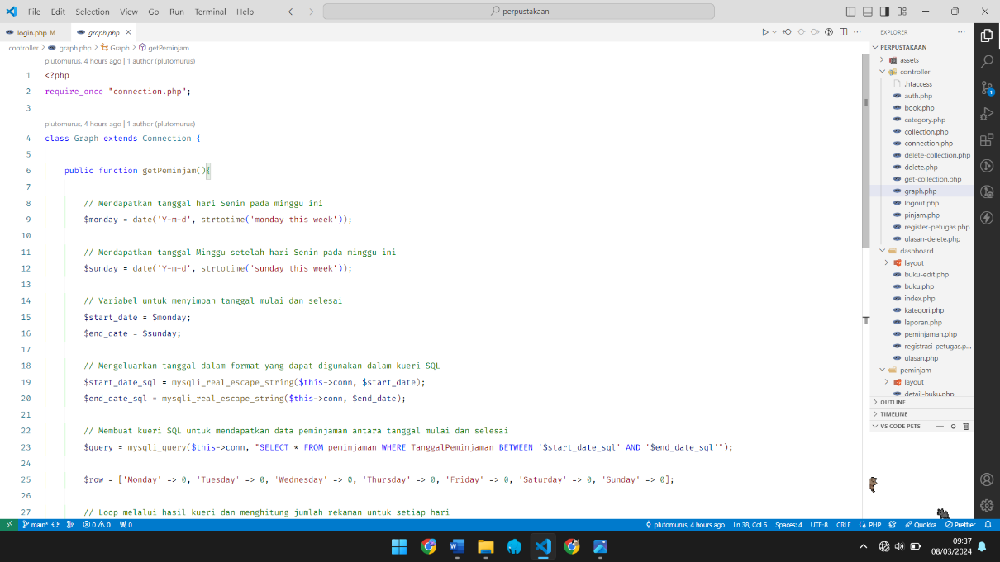 File Edit Selection View Go Run Terminal Help
perpustakaan
login.php M
graph.php
controller > graph.php > Graph > getPeminjam
plutomurus, 4 hours ago | 1 author (plutomurus)
1 <?php
2 require_once "connection.php";
3
plutomurus, 4 hours ago | 1 author (plutomurus)
4 class Graph extends Connection {
5
6 public function getPeminjam(){
7
8 // Mendapatkan tanggal hari Senin pada minggu ini
9 $monday = date('Y-m-d', strtotime('monday this week'));
10
11 // Mendapatkan tanggal Minggu setelah hari Senin pada minggu ini
12 $sunday = date('Y-m-d', strtotime('sunday this week'));
13
14 // Variabel untuk menyimpan tanggal mulai dan selesai
15 $start_date = $monday;
16 $end_date = $sunday;
17
18 // Mengeluarkan tanggal dalam format yang dapat digunakan dalam kueri SQL
19 $start_date_sql = mysqli_real_escape_string($this->conn, $start_date);
20 $end_date_sql = mysqli_real_escape_string($this->conn, $end_date);
21
22 // Membuat kueri SQL untuk mendapatkan data peminjaman antara tanggal mulai dan selesai
23 $query = mysqli_query($this->conn, "SELECT * FROM peminjaman WHERE TanggalPeminjaman BETWEEN '$start_date_sql' AND '$end_date_sql'");
24
25 $row = ['Monday' => 0, 'Tuesday' => 0, 'Wednesday' => 0, 'Thursday' => 0, 'Friday' => 0, 'Saturday' => 0, 'Sunday' => 0];
26
27 // Loop melalui hasil kueri dan menghitung jumlah rekaman untuk setiap hari
EXPLORER
PERPUSTAKAAN
assets
controller
.htaccess
auth.php
book.php
category.php
collection.php
connection.php
delete-collection.php
delete.php
get-collection.php
graph.php
logout.php
pinjam.php
register-petugas.php
ulasan-delete.php
dashboard
layout
buku-edit.php
buku.php
index.php
kategori.php
laporan.php
peminjaman.php
registrasi-petugas.p...
ulasan.php
peminjam
layout
detail-buku.php
OUTLINE
TIMELINE
VS CODE PETS
1
main* 0 0 0
plutomurus, 4 hours ago Ln 38, Col 6 Spaces: 4 UTF-8 CRLF PHP Quokka Prettier
09:37
08/03/2024